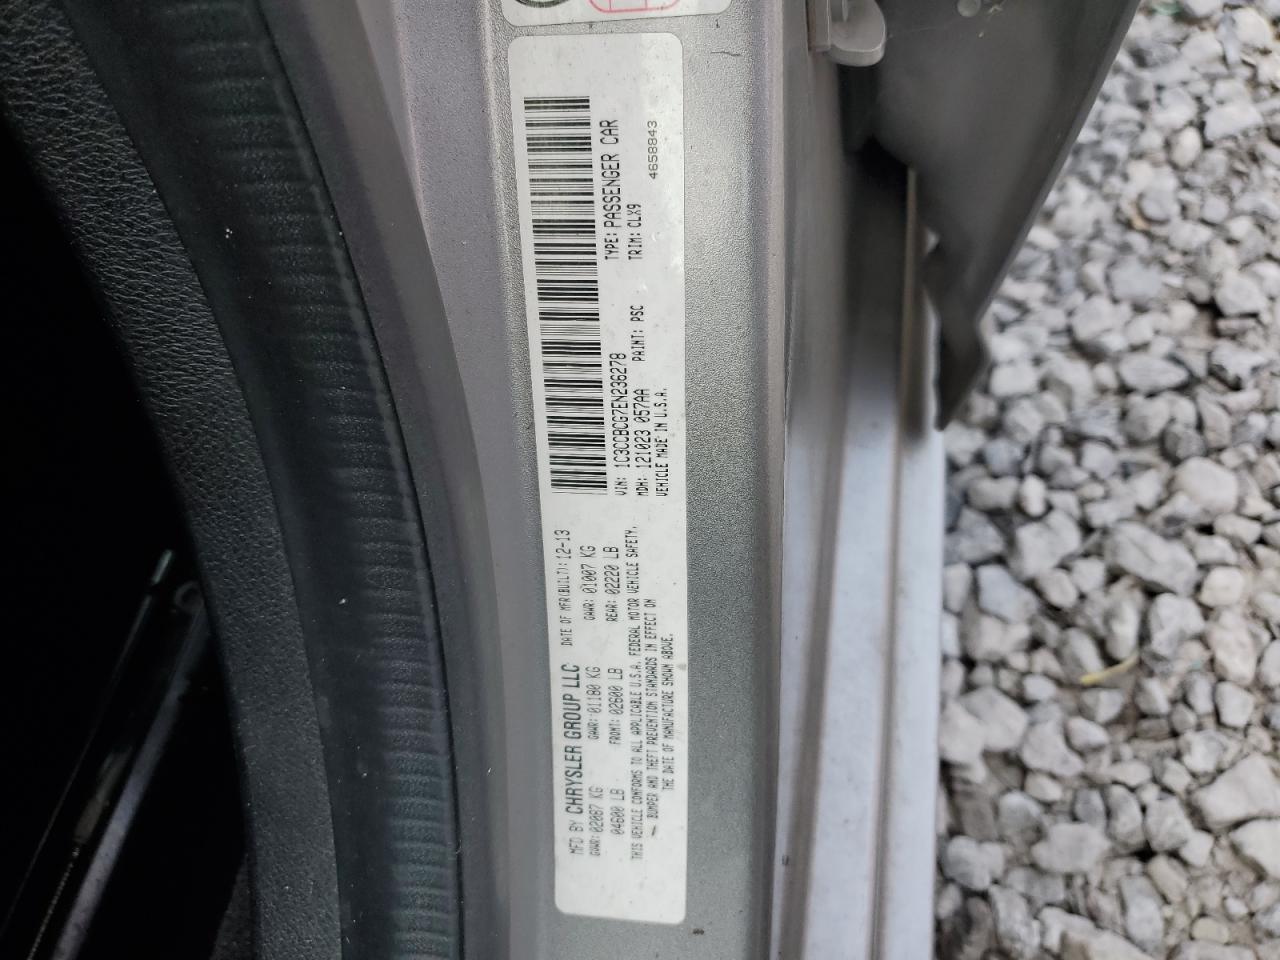 MFD BY CHRYSLER GROUP LLC DATE OF MFR(BUILT): 12-13
GVWR: 02087 KG GAWR: 01180 KG GAWR: 01007 KG
04600 LB FRONT: 02600 LB REAR: 02220 LB
THIS VEHICLE CONFORMS TO ALL APPLICABLE U.S.A. FEDERAL MOTOR VEHICLE SAFETY,
BUMPER AND THEFT PREVENTION STANDARDS IN EFFECT ON
THE DATE OF MANUFACTURE SHOWN ABOVE.
VIN: 1C3CCBCG7EN236278 TYPE: PASSENGER CAR
MDH: 121023 057AA PAINT: PSC TRIM: CLX9
VEHICLE MADE IN U.S.A. 4658843